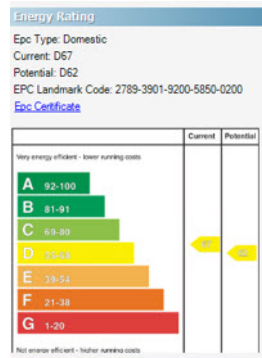 Energy Rating
Epc Type: Domestic
Current: D67
Potential: D62
EPC Landmark Code: 2789-3901-9200-5850-0200
Epc Certificate
Current Potential
Very energy efficient - lower running costs
A 92-100
B 81-91
C 69-80
D
E 39-54
F 21-38
G 1-20
Not energy efficient - higher running costs